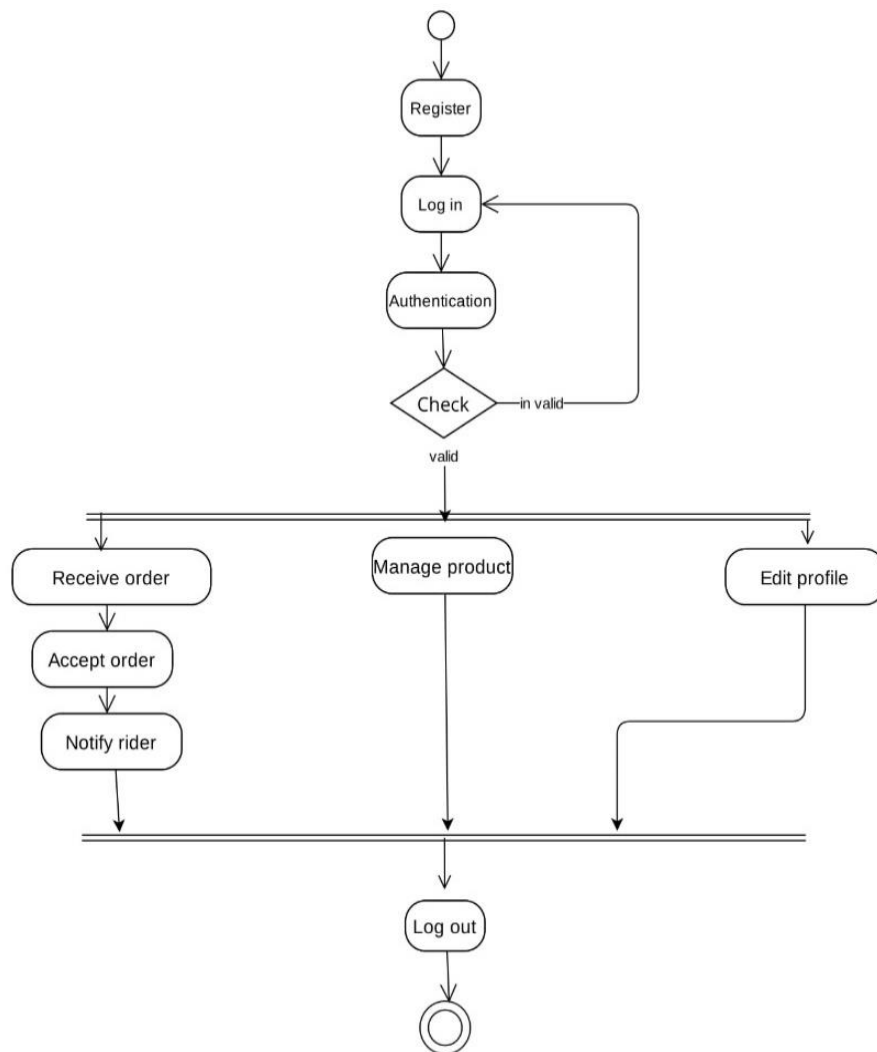 Register
Log in
Authentication
Check
in valid
valid
Receive order
Manage product
Edit profile
Accept order
Notify rider
Log out